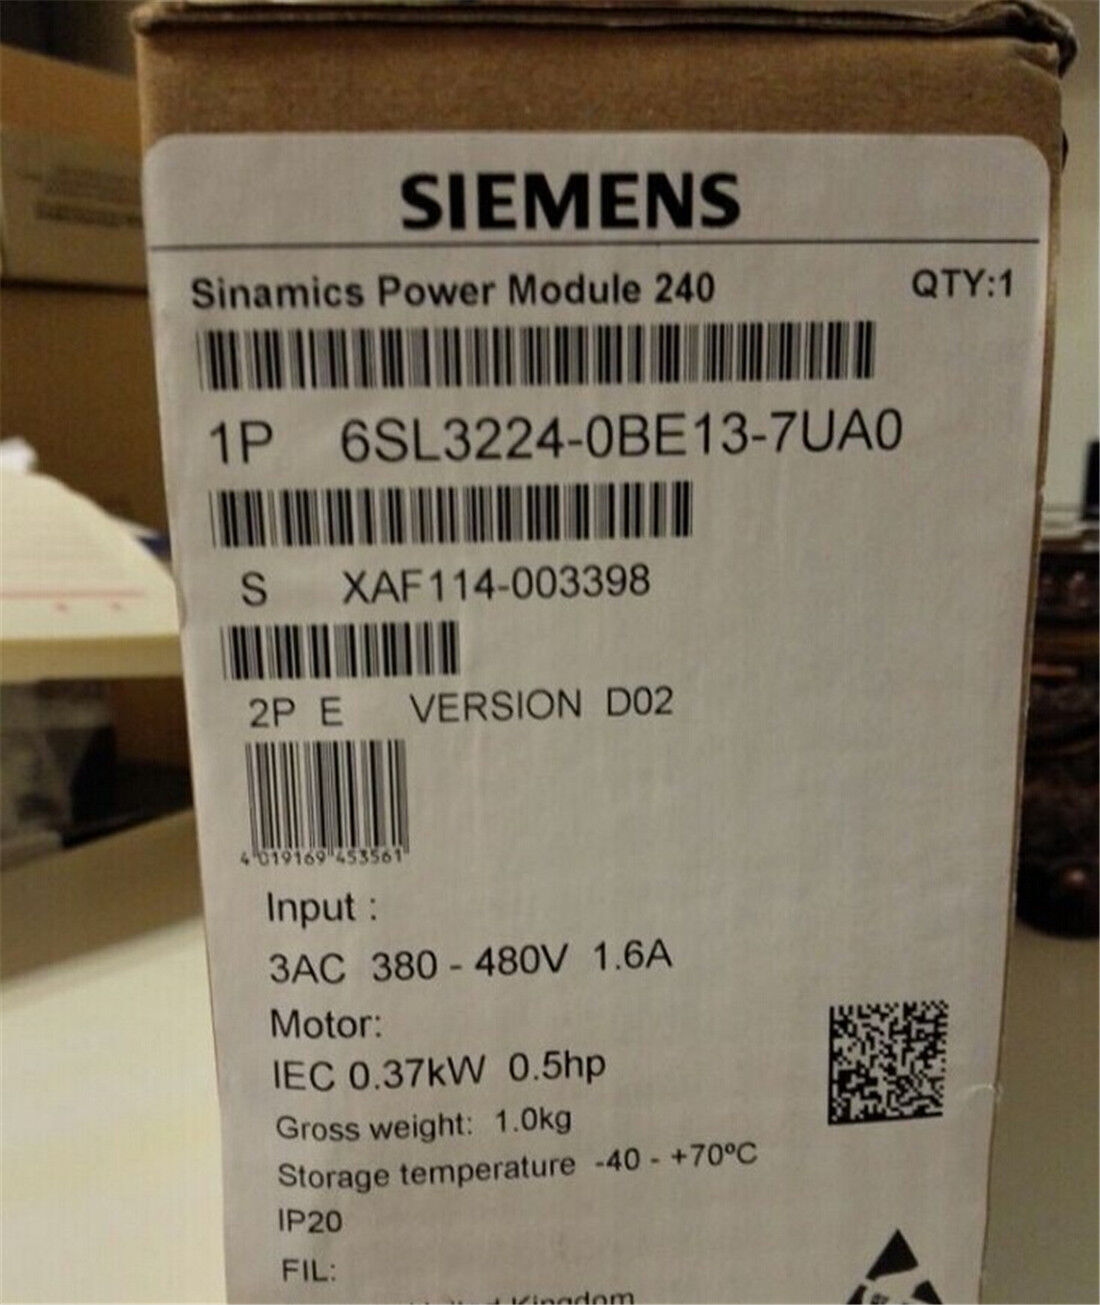 SIEMENS
Sinamics Power Module 240 QTY:1
1P 6SL3224-0BE13-7UA0
S XAF114-003398
2P E VERSION D02
4 019169 453561
Input :
3AC 380 - 480V 1.6A
Motor:
IEC 0.37kW 0.5hp
Gross weight: 1.0kg
Storage temperature -40 - +70ºC
IP20
FIL:
Kingdom